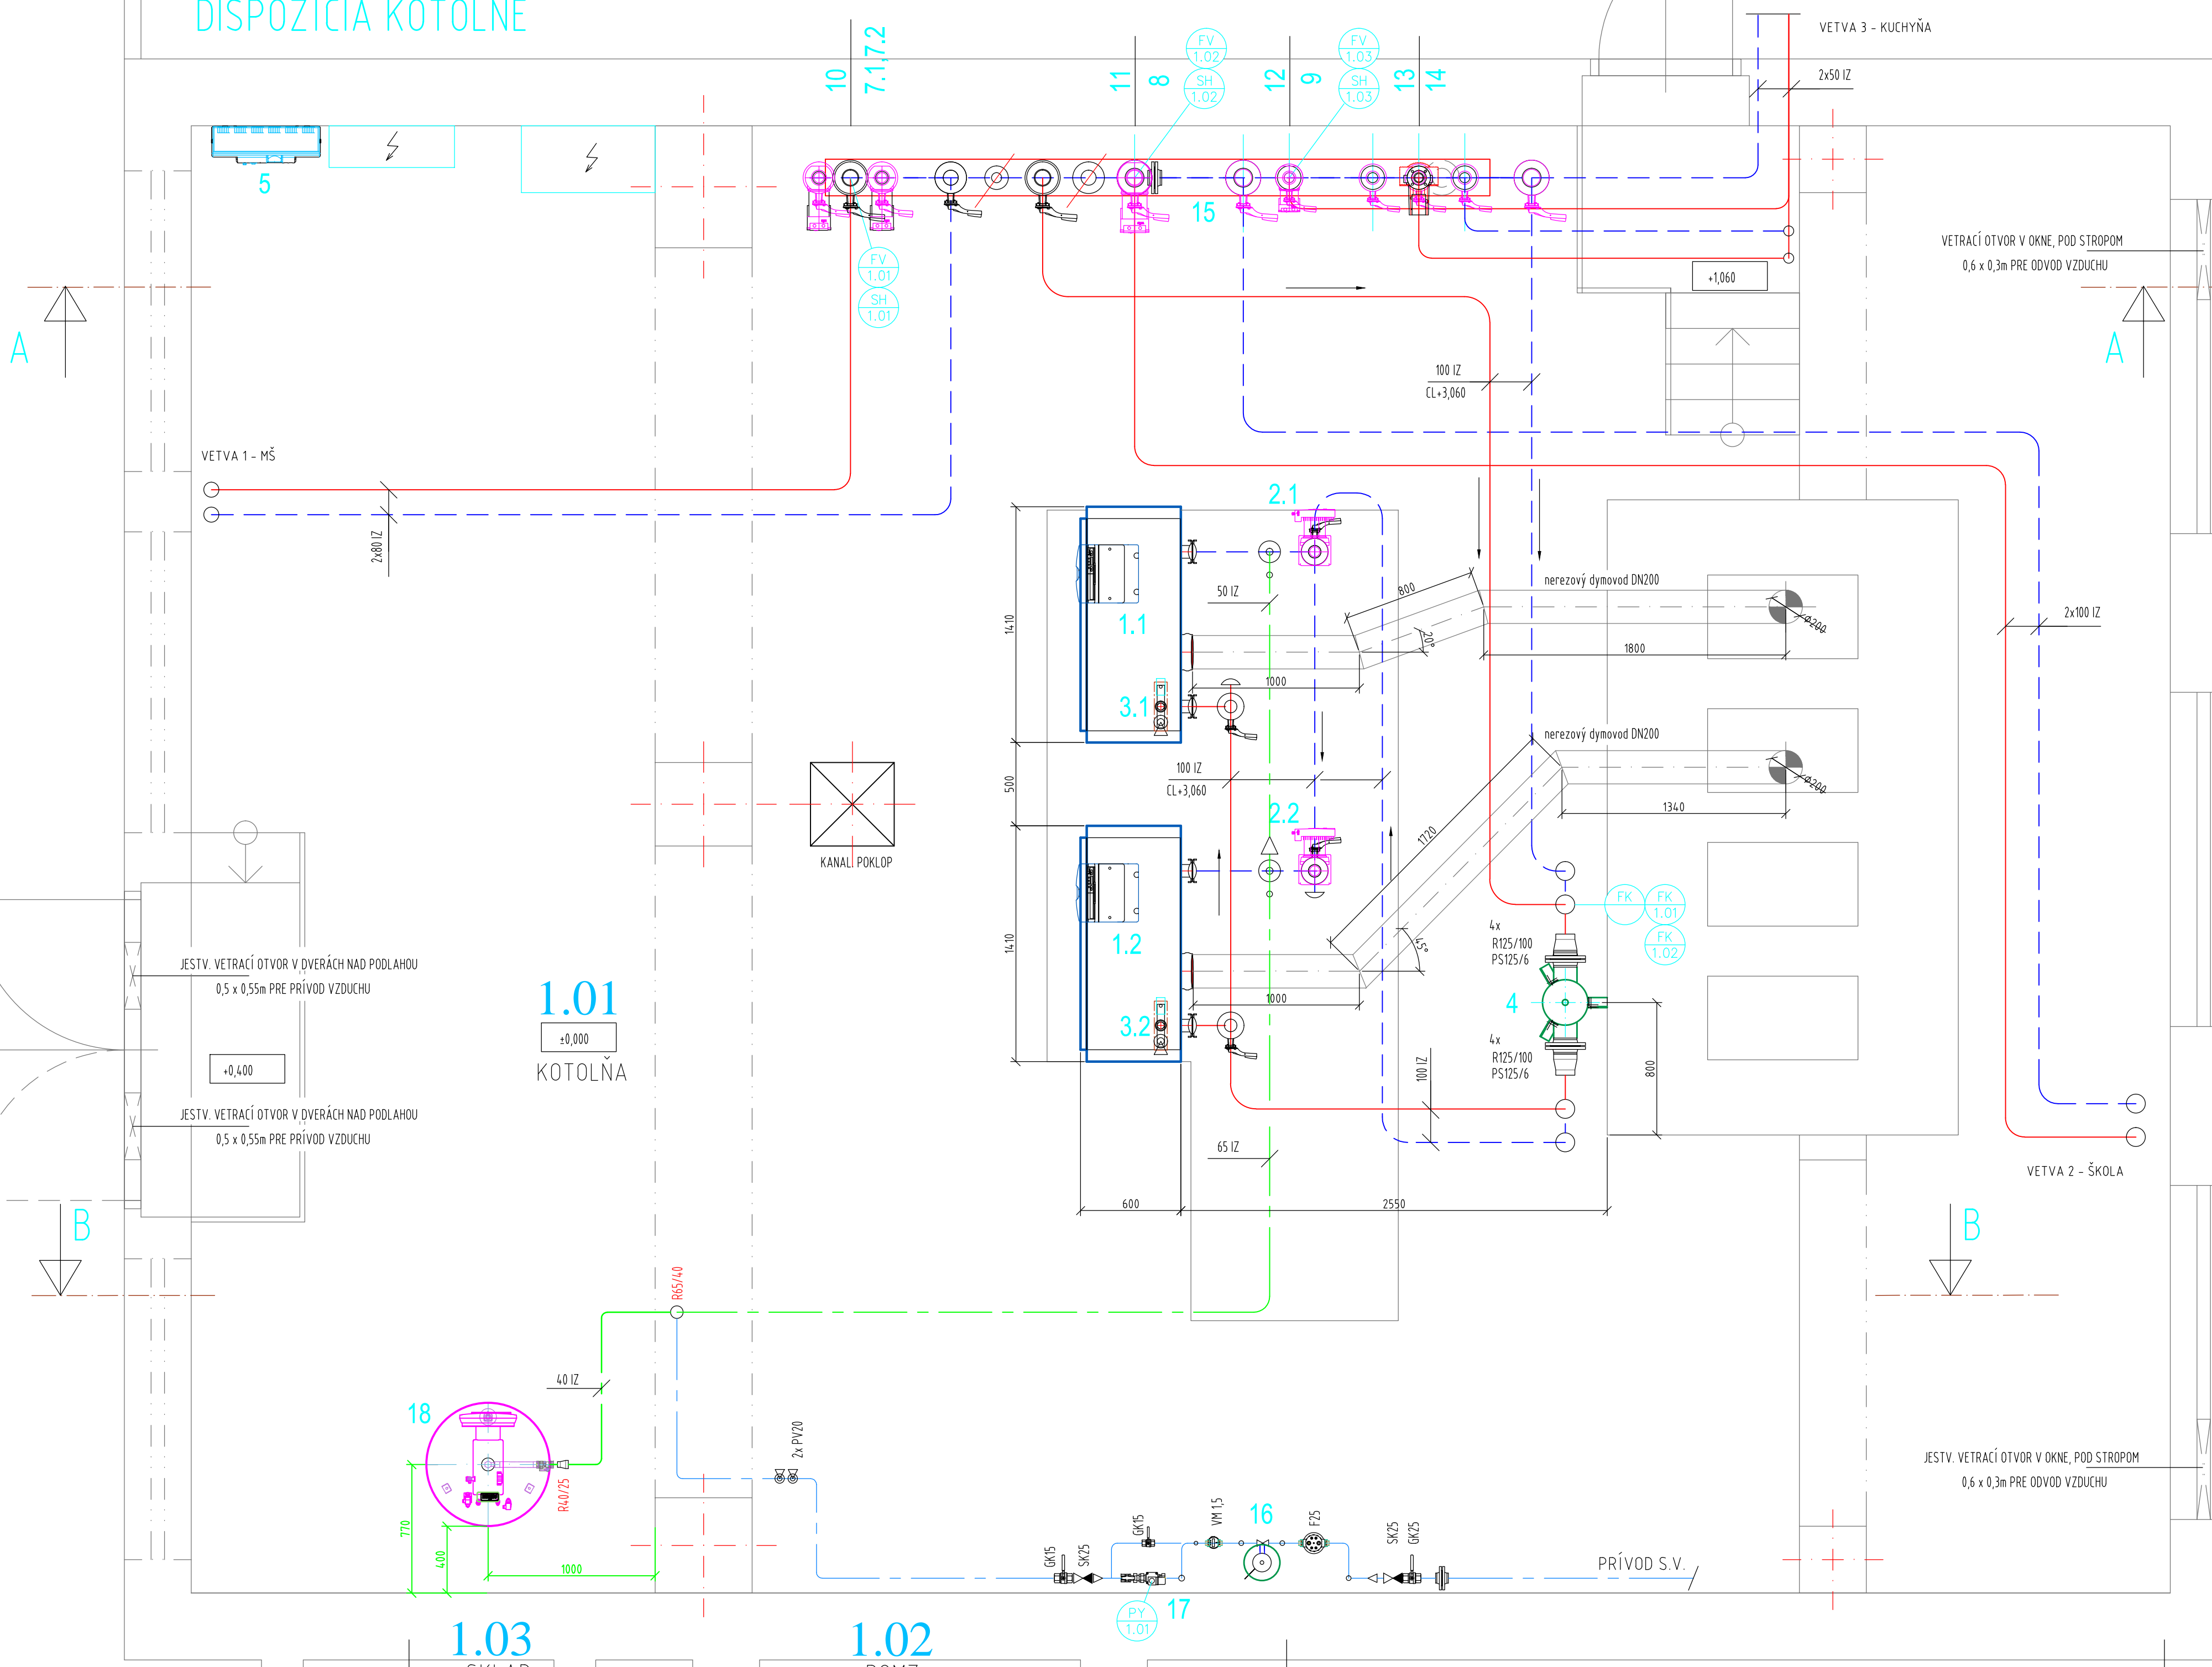 DISPOZÍCIA KOTOLNE
VETVA 3 - KUCHYŇA
2x50 IZ
10
7.1,7.2
11
8
FV
1.02
SH
1.02
12
9
FV
1.03
SH
1.03
13
14
5
15
FV
1.01
SH
1.01
VETRACÍ OTVOR V OKNE, POD STROPOM
0,6 x 0,3m PRE ODVOD VZDUCHU
+1,060
A
A
100 IZ
CL+3,060
VETVA 1 - MŠ
2x80 IZ
2.1
1410
1.1
50 IZ
800
20°
nerezový dymovod DN200
ø200
1800
2x100 IZ
1000
3.1
500
100 IZ
CL+3,060
2.2
nerezový dymovod DN200
ø200
1340
1720
KANAL. POKLOP
1410
1.2
45°
FK
FK
1.01
FK
1.02
4x
R125/100
PS125/6
JESTV. VETRACÍ OTVOR V DVERÁCH NAD PODLAHOU
0,5 x 0,55m PRE PRÍVOD VZDUCHU
1.01
±0,000
KOTOLŇA
1000
3.2
4
4x
R125/100
PS125/6
800
+0,400
100 IZ
JESTV. VETRACÍ OTVOR V DVERÁCH NAD PODLAHOU
0,5 x 0,55m PRE PRÍVOD VZDUCHU
65 IZ
VETVA 2 - ŠKOLA
600
2550
B
B
R65/40
40 IZ
18
R40/25
770
400
1000
2x PV20
GK15
SK25
GK15
VM 1,5
16
F25
SK25
GK25
JESTV. VETRACÍ OTVOR V OKNE, POD STROPOM
0,6 x 0,3m PRE ODVOD VZDUCHU
PRÍVOD S.V.
PY
1.01
17
1.03
1.02